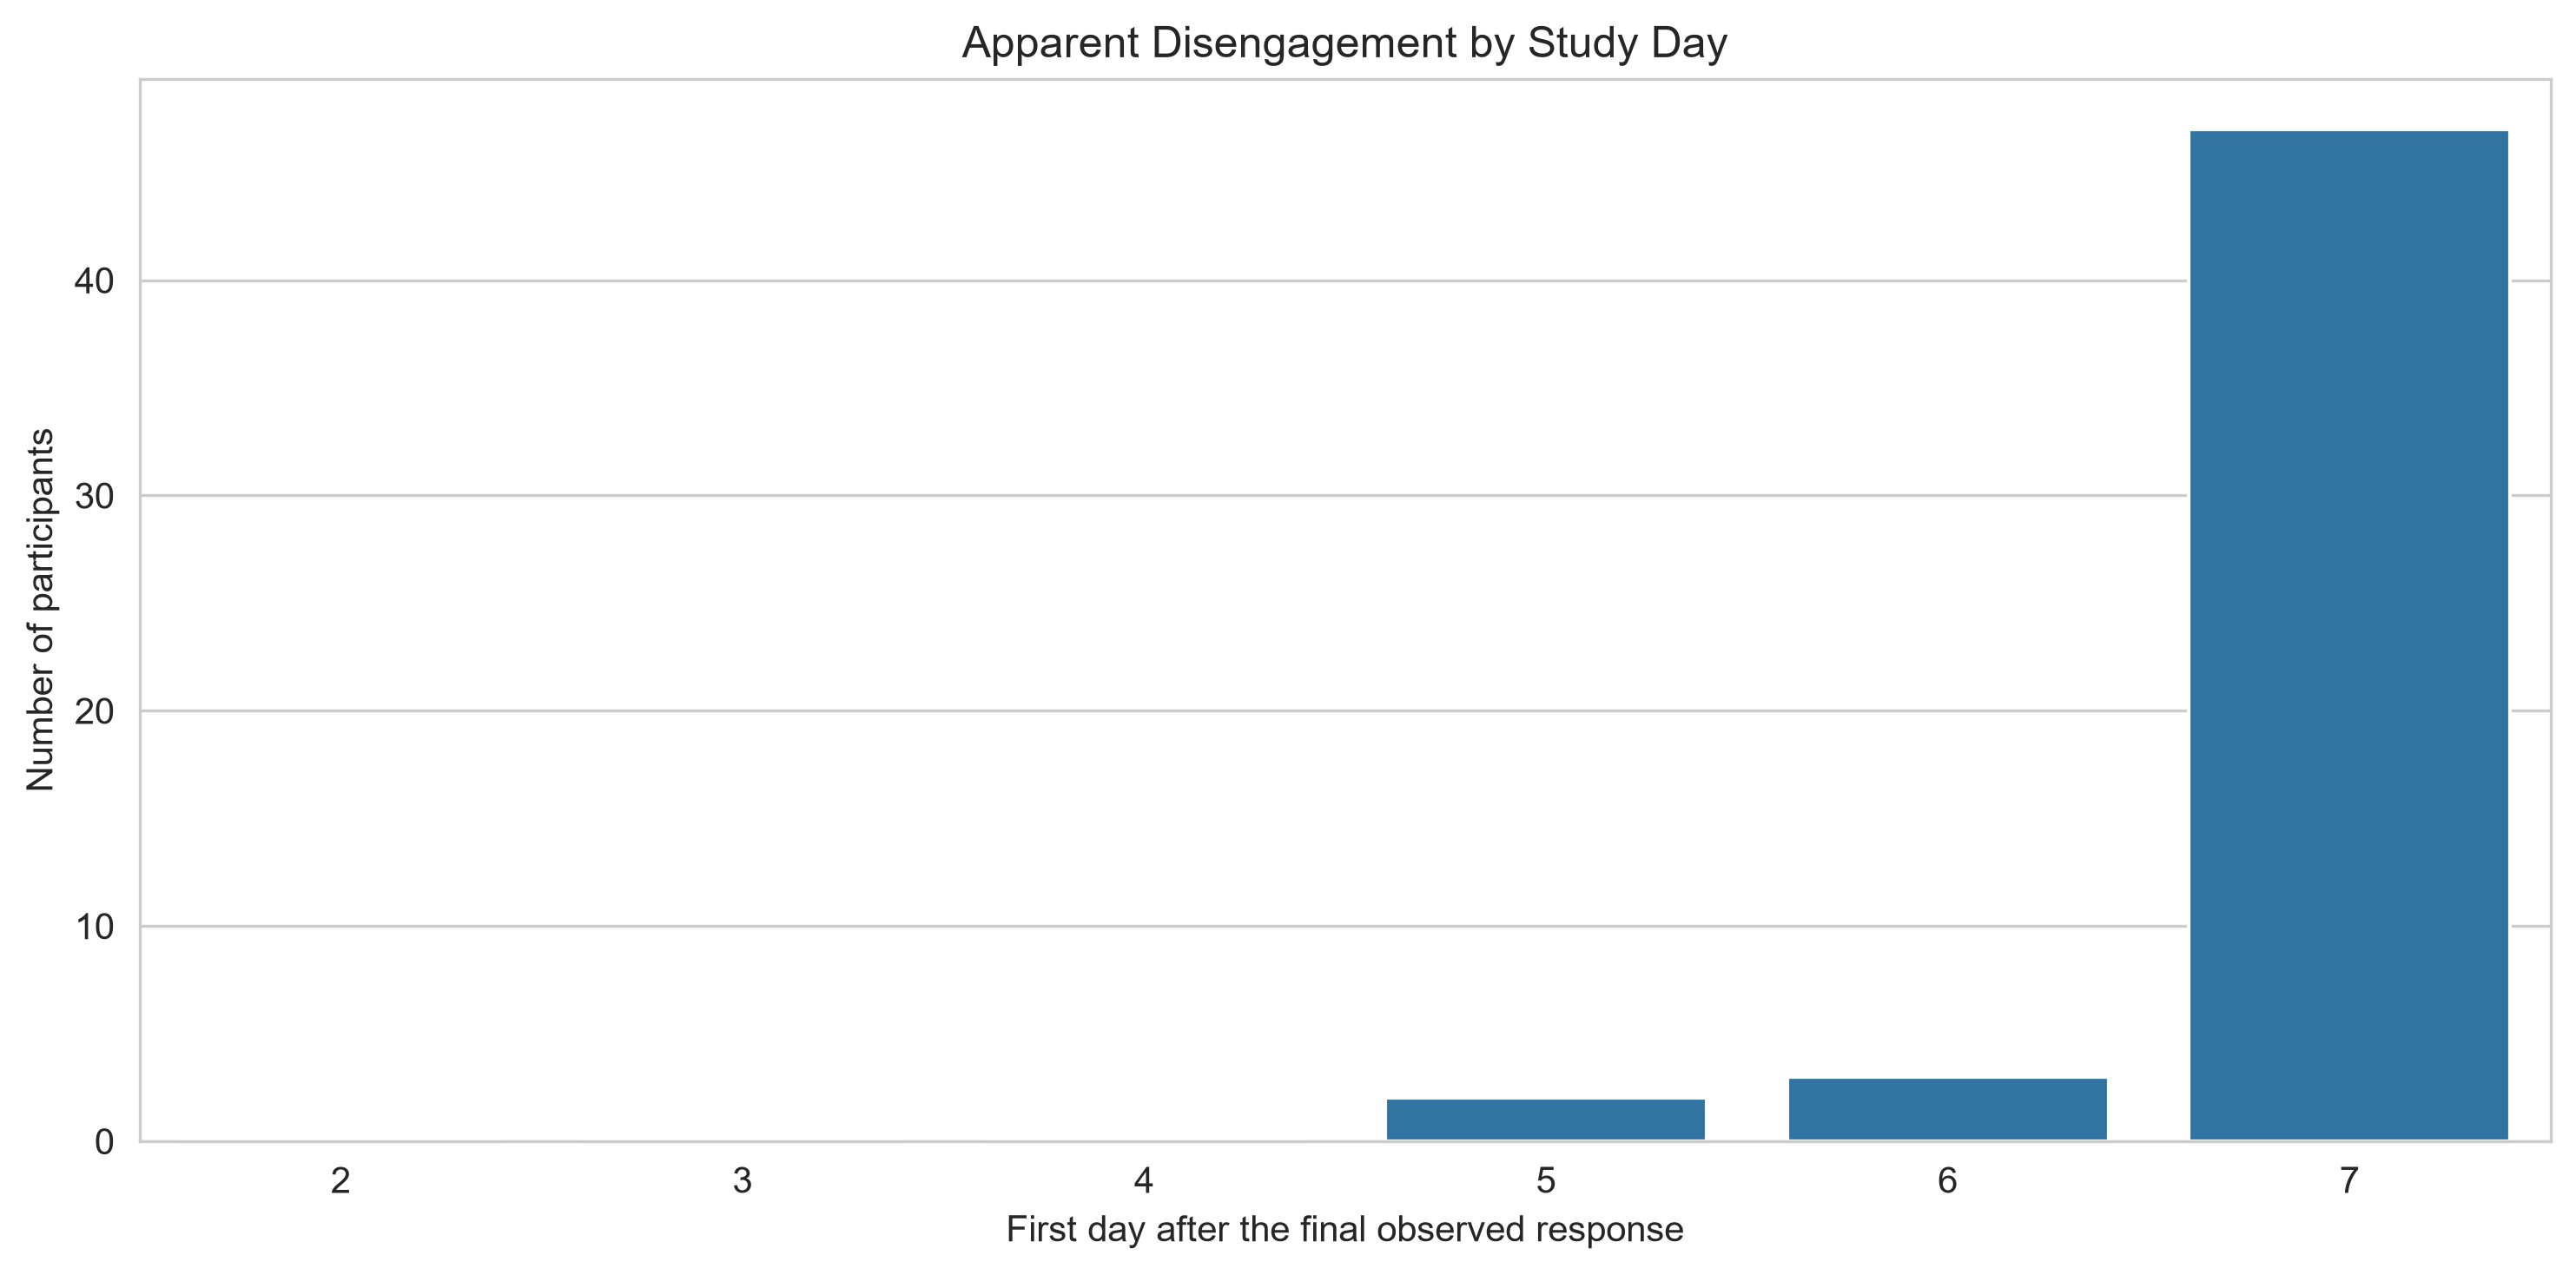 Apparent Disengagement by Study Day
Number of participants
40
30
20
10
0
2 3 4 5 6 7
First day after the final observed response